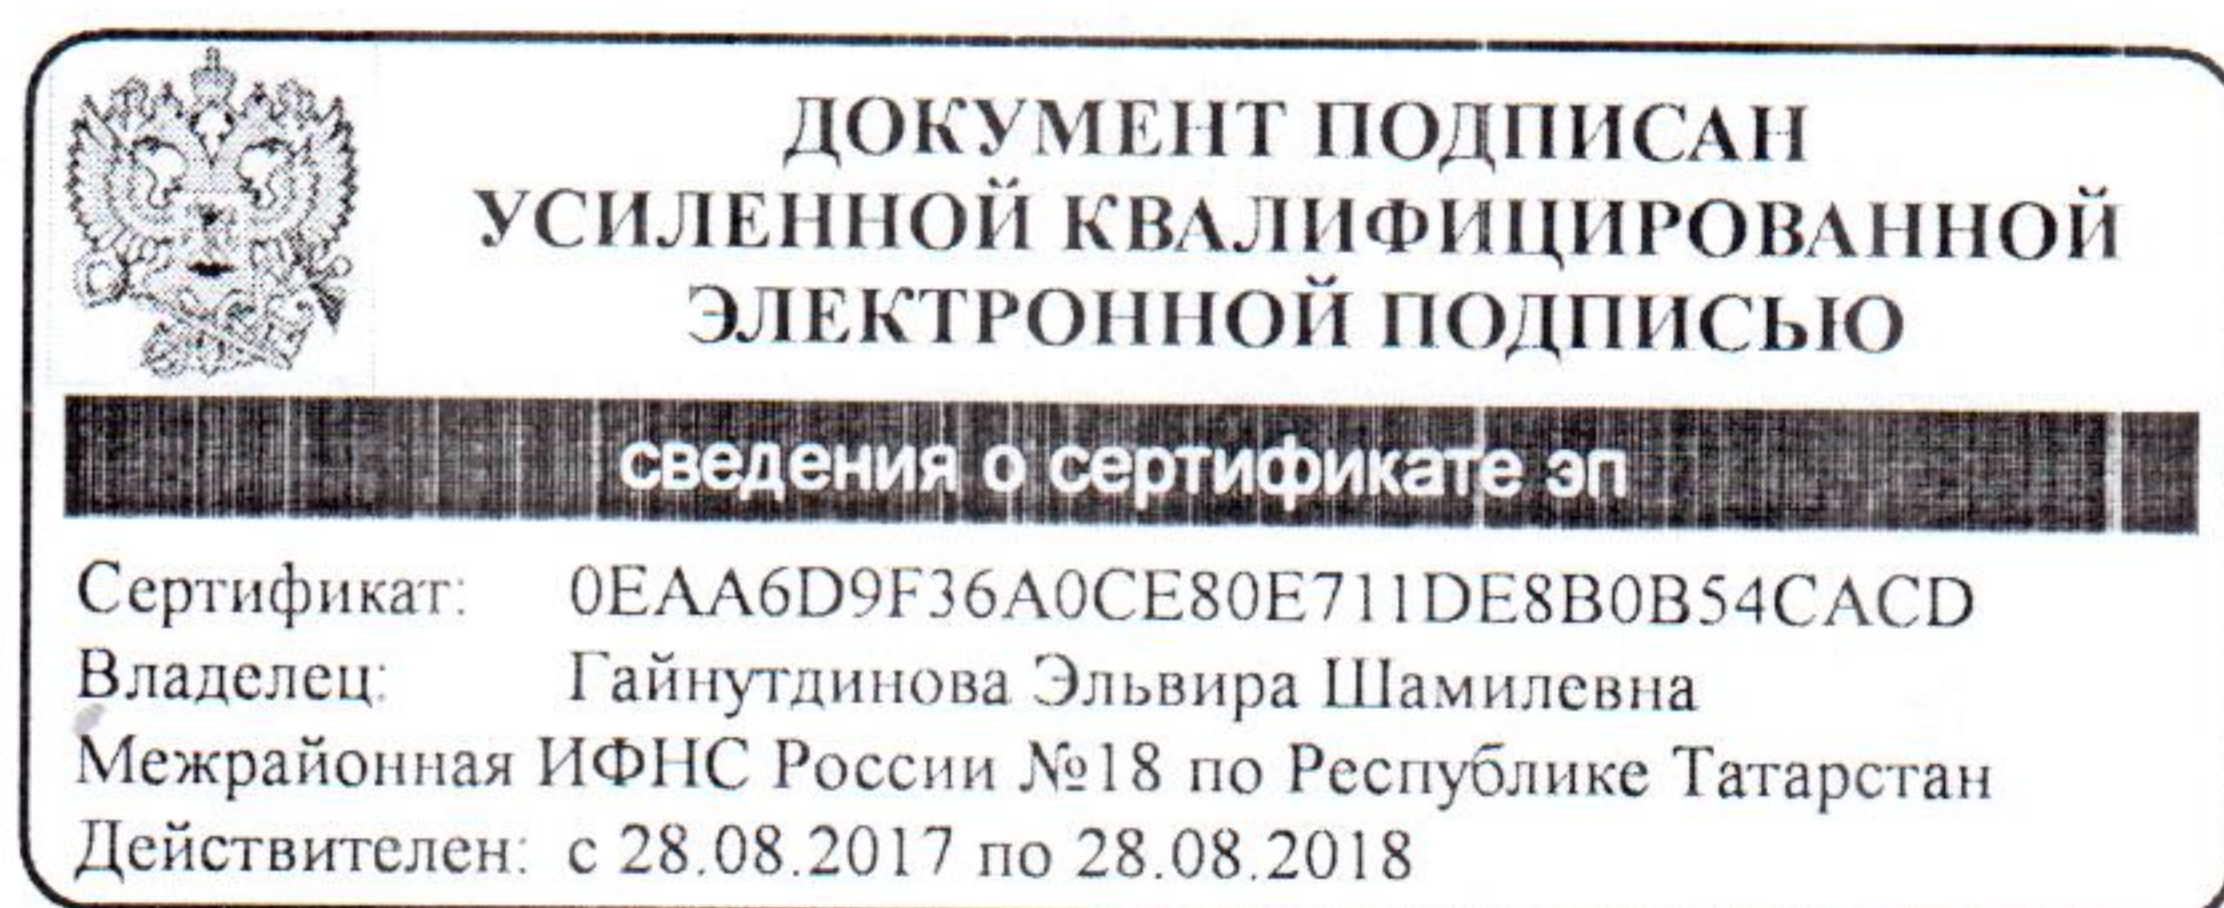 ДОКУМЕНТ ПОДПИСАН
УСИЛЕННОЙ КВАЛИФИЦИРОВАННОЙ
ЭЛЕКТРОННОЙ ПОДПИСЬЮ
сведения о сертификате эп
Сертификат: 0EAA6D9F36A0CE80E711DE8B0B54CACD
Владелец: Гайнутдинова Эльвира Шамилевна
Межрайонная ИФНС России №18 по Республике Татарстан
Действителен: с 28.08.2017 по 28.08.2018